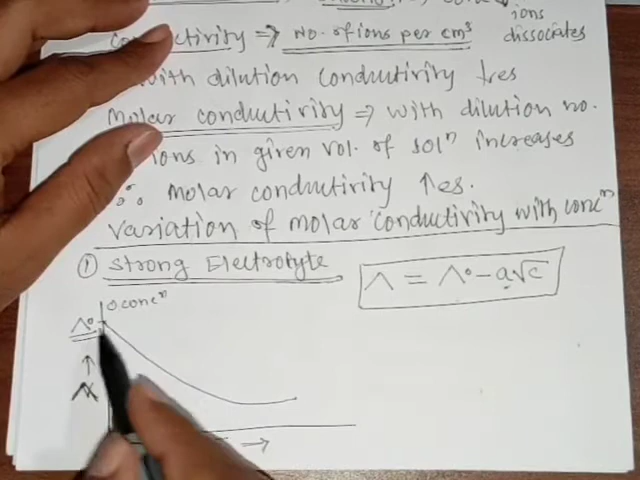 ions
conductivity => No. of ions per cm³ dissociates
with dilution conductivity ↓es
Molar conductivity => with dilution no.
ions in given vol. of solⁿ increases
∴ molar conductivity ↑es.
variation of molar conductivity with concⁿ
① Strong Electrolyte
Λ = Λ° - a√c
0 concⁿ
Λ°
↑
Λ
→